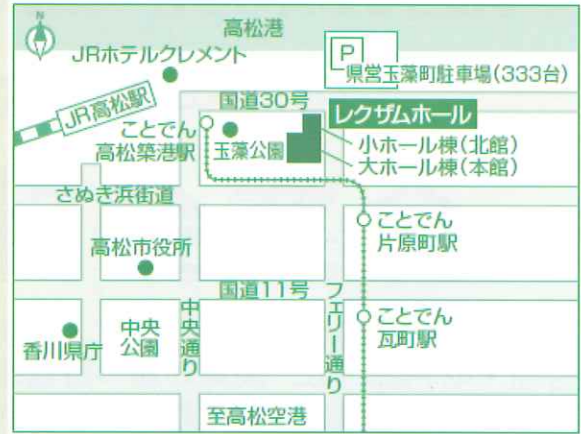 N
高松港
JRホテルクレメント
P
県営玉藻町駐車場(333台)
JR高松駅
国道30号
レクザムホール
ことでん
高松築港駅
玉藻公園
小ホール棟(北館)
大ホール棟(本館)
さぬき浜街道
ことでん
片原町駅
高松市役所
国道11号
中央通り
フェリー通り
ことでん
瓦町駅
香川県庁
中央
公園
至高松空港